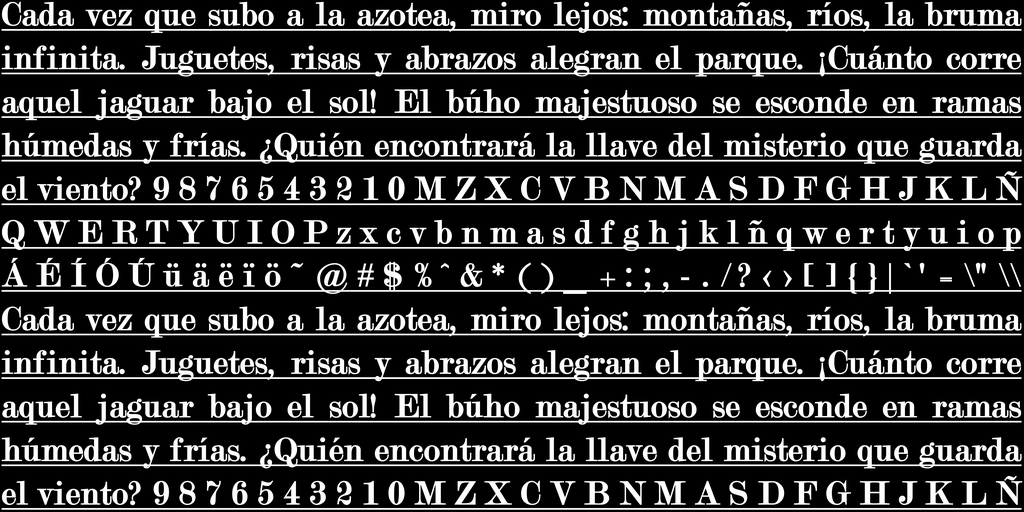 Cada vez que subo a la azotea, miro lejos: montañas, ríos, la bruma
infinita. Juguetes, risas y abrazos alegran el parque. ¡Cuánto corre
aquel jaguar bajo el sol! El búho majestuoso se esconde en ramas
húmedas y frías. ¿Quién encontrará la llave del misterio que guarda
el viento? 9 8 7 6 5 4 3 2 1 0 M Z X C V B N M A S D F G H J K L Ñ
Q W E R T Y U I O P z x c v b n m a s d f g h j k l ñ q w e r t y u i o p
Á É Í Ó Ú ü ä ë ï ö ˜ @ # $ % ˆ & * ( ) _ + : ; , - . / ? ‹ › [ ] { } | ` ' = \" \\
Cada vez que subo a la azotea, miro lejos: montañas, ríos, la bruma
infinita. Juguetes, risas y abrazos alegran el parque. ¡Cuánto corre
aquel jaguar bajo el sol! El búho majestuoso se esconde en ramas
húmedas y frías. ¿Quién encontrará la llave del misterio que guarda
el viento? 9 8 7 6 5 4 3 2 1 0 M Z X C V B N M A S D F G H J K L Ñ